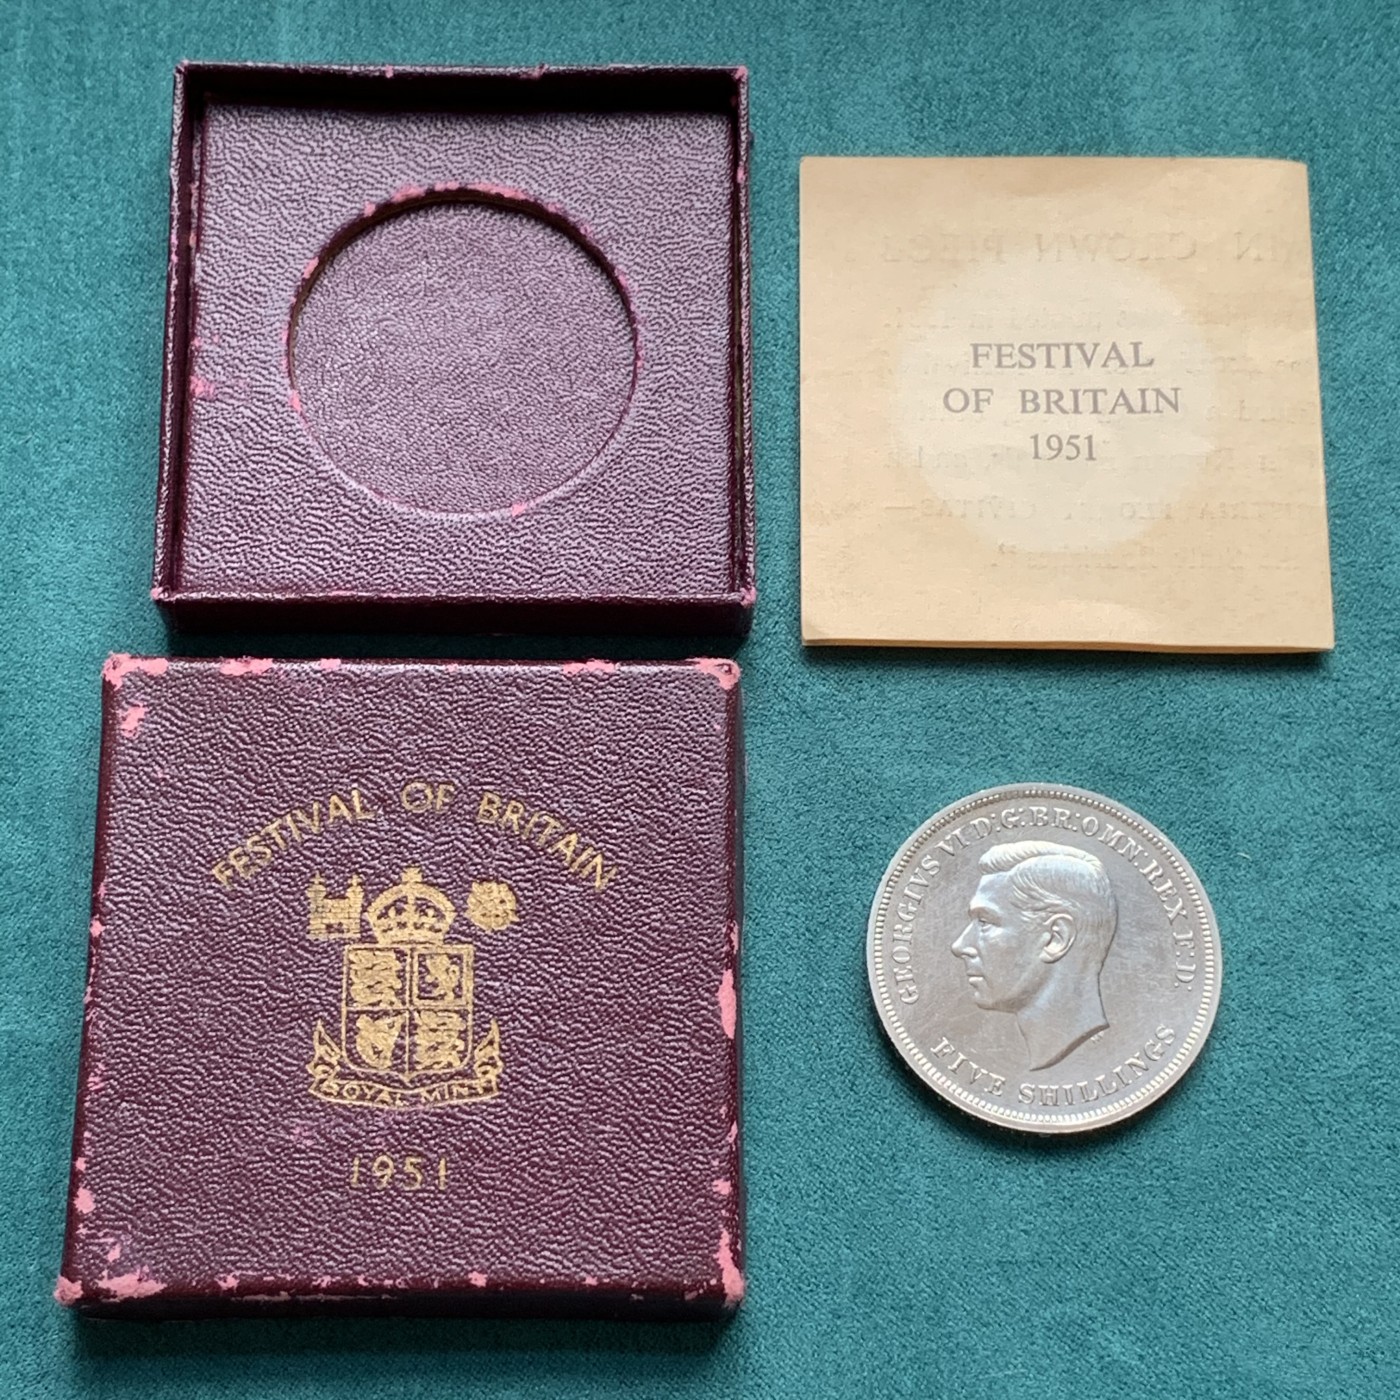 FESTIVAL
OF BRITAIN
1951
FESTIVAL OF BRITAIN
ROYAL MINT
1951
GEORGIVS VI D:G:BR:OMN:REX F:D:
FIVE SHILLINGS